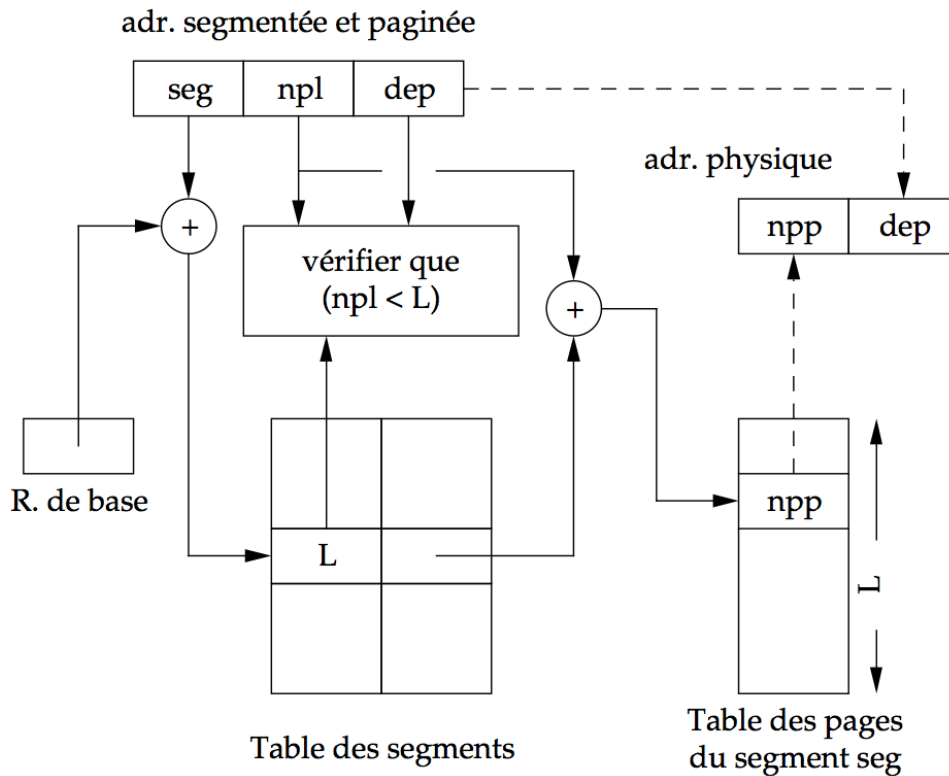 adr. segmentée et paginée
seg npl dep
adr. physique
npp dep
+
vérifier que
(npl < L)
+
R. de base
npp
L
L
Table des segments
Table des pages
du segment seg